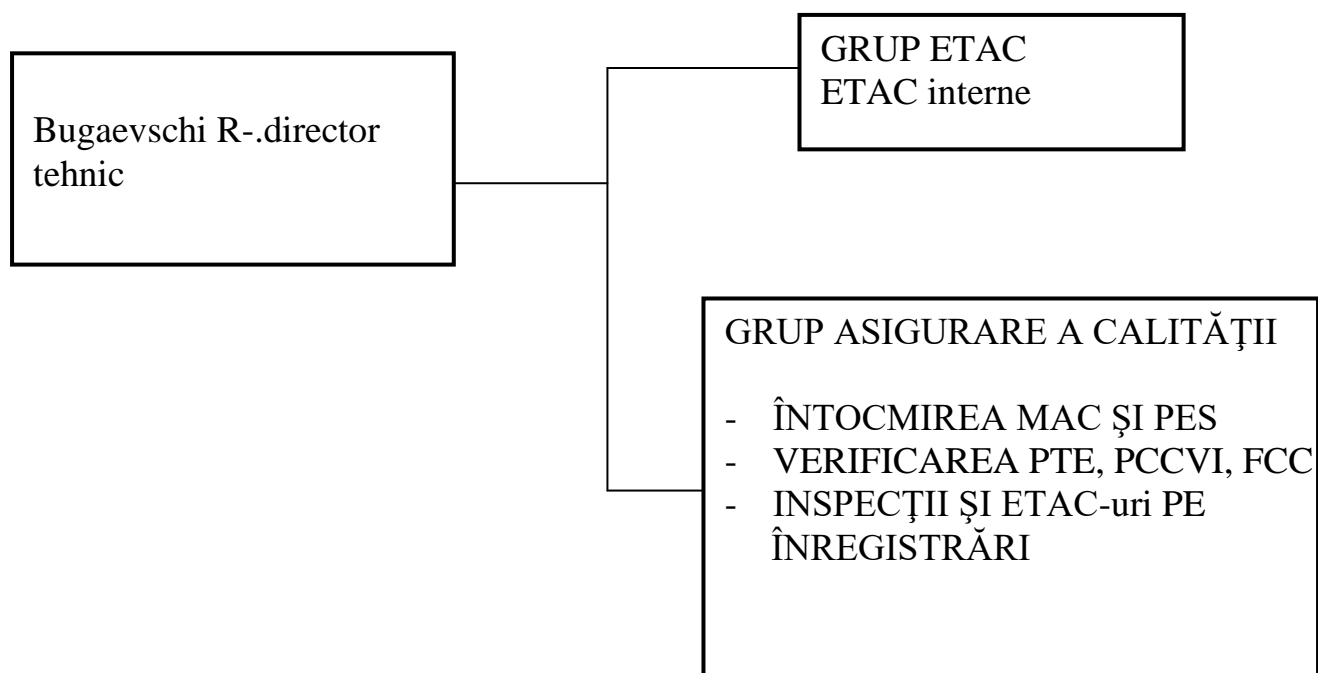 Bugaevschi R-.director
tehnic
GRUP ETAC
ETAC interne
GRUP ASIGURARE A CALITĂŢII
- ÎNTOCMIREA MAC ŞI PES
- VERIFICAREA PTE, PCCVI, FCC
- INSPECŢII ŞI ETAC-uri PE
ÎNREGISTRĂRI